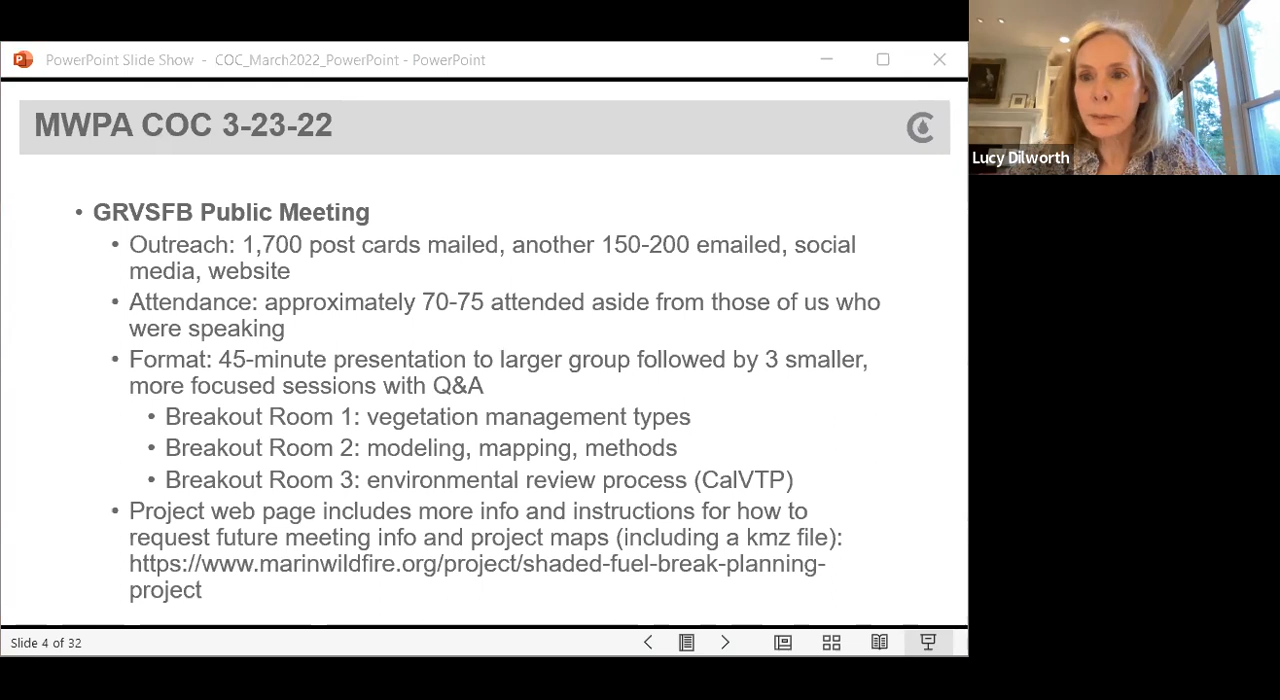 PowerPoint Slide Show - COC_March2022_PowerPoint - PowerPoint
MWPA COC 3-23-22
Lucy Dilworth
• GRVSFB Public Meeting
• Outreach: 1,700 post cards mailed, another 150-200 emailed, social
media, website
• Attendance: approximately 70-75 attended aside from those of us who
were speaking
• Format: 45-minute presentation to larger group followed by 3 smaller,
more focused sessions with Q&A
• Breakout Room 1: vegetation management types
• Breakout Room 2: modeling, mapping, methods
• Breakout Room 3: environmental review process (CalVTP)
• Project web page includes more info and instructions for how to
request future meeting info and project maps (including a kmz file):
https://www.marinwildfire.org/project/shaded-fuel-break-planning-
project
Slide 4 of 32